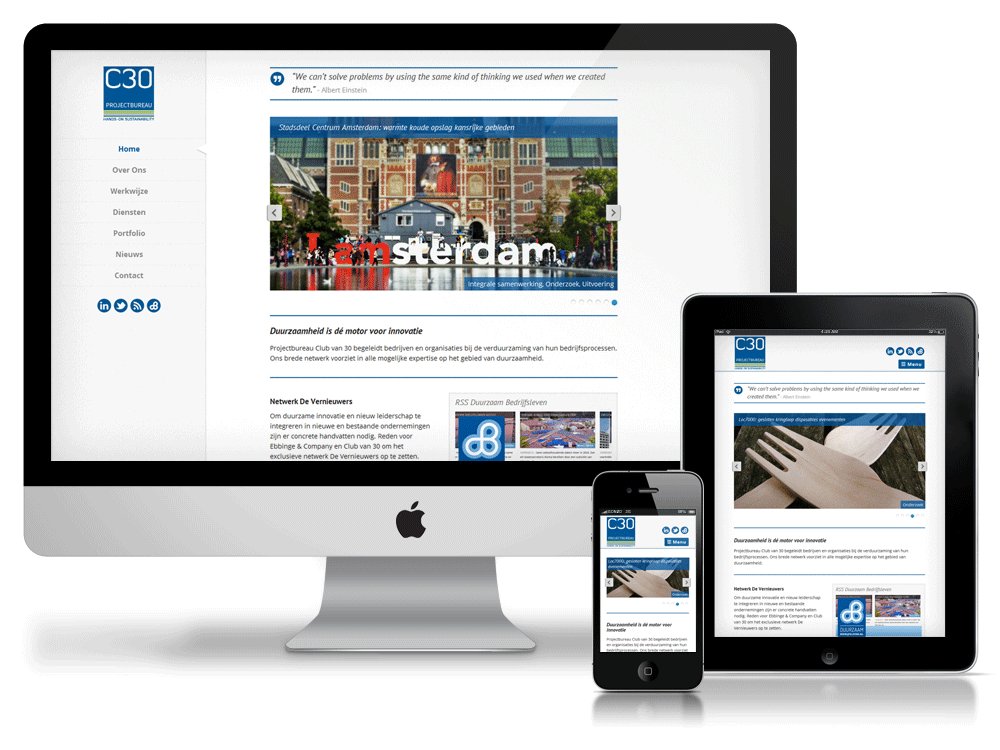 C30
PROJECTBUREAU
HANDS-ON SUSTAINABILITY
Home
Over Ons
Werkwijze
Diensten
Portfolio
Nieuws
Contact
"We can't solve problems by using the same kind of thinking we used when we created
them." - Albert Einstein
Stadsdeel Centrum Amsterdam: warmte koude opslag kansrijke gebieden
I amsterdam.
Integrale samenwerking, Onderzoek, Uitvoering
Duurzaamheid is dé motor voor innovatie
Projectbureau Club van 30 begeleidt bedrijven en organisaties bij de verduurzaming van hun bedrijfsprocessen.
Ons brede netwerk voorziet in alle mogelijke expertise op het gebied van duurzaamheid.
Netwerk De Vernieuwers
Om duurzame innovatie en nieuw leiderschap te
integreren in nieuwe en bestaande ondernemingen
zijn er concrete handvatten nodig. Reden voor
Ebbinge & Company en Club van 30 om het
exclusieve netwerk De Vernieuwers op te zetten.
RSS Duurzaam Bedrijfsleven
C30
PROJECTBUREAU
HANDS-ON SUSTAINABILITY
Menu
"We can't solve problems by using the same kind of thinking we used when we
created them." - Albert Einstein
Loc7000: gesloten kringloop disposables evenementen
Onderzoek
Duurzaamheid is dé motor voor innovatie
Projectbureau Club van 30 begeleidt bedrijven en organisaties bij de verduurzaming van hun
bedrijfsprocessen. Ons brede netwerk voorziet in alle mogelijke expertise op het gebied van
duurzaamheid.
Netwerk De Vernieuwers
Om duurzame innovatie en nieuw leiderschap
te integreren in nieuwe en bestaande
ondernemingen zijn er concrete handvatten
nodig. Reden voor Ebbinge & Company en Club
van 30 om het exclusieve netwerk De
Vernieuwers op te zetten.
RSS Duurzaam Bedrijfsleven
DUURZAAM
C30
PROJECTBUREAU
Menu
Loc7000: gesloten kringloop disposables
evenementen
Onderzoek
Duurzaamheid is dé motor voor
innovatie
Projectbureau Club van 30 begeleidt bedrijven
en organisaties bij de verduurzaming van hun
bedrijfsprocessen. Ons brede netwerk voorziet